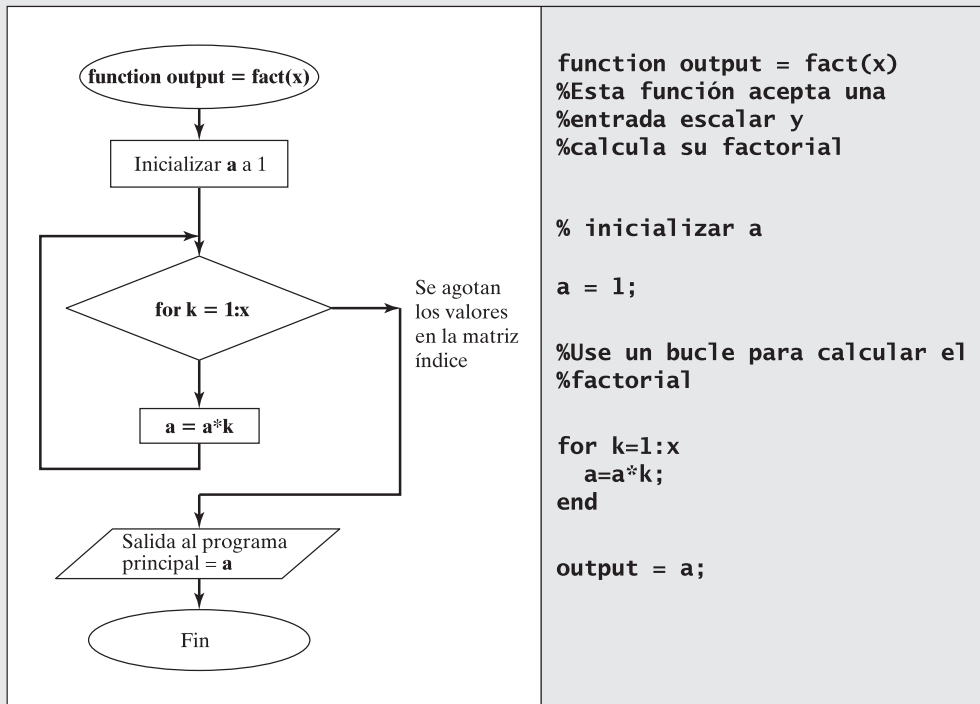 function output = fact(x)
Inicializar a a 1
for k = 1:x
Se agotan
los valores
en la matriz
índice
a = a*k
Salida al programa
principal = a
Fin
function output = fact(x)
%Esta función acepta una
%entrada escalar y
%calcula su factorial
% inicializar a
a = 1;
%Use un bucle para calcular el
%factorial
for k=1:x
  a=a*k;
end
output = a;